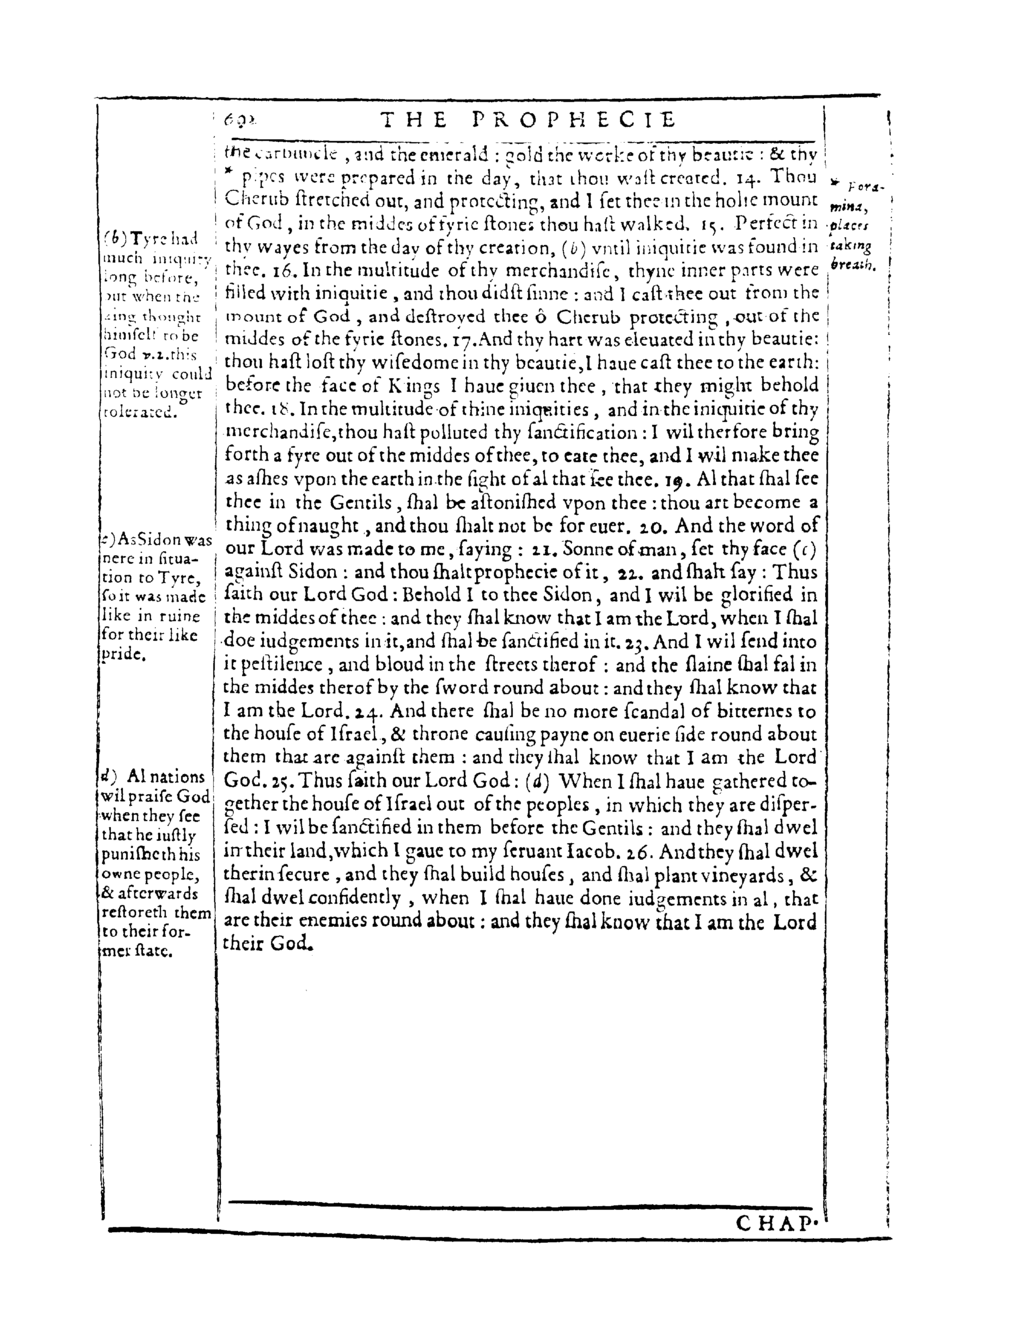 692 THE PROPHECIE
the carbuncle, and the emerald : gold the worke of thy beautie : & thy
* pipes were prepared in the day, that thou wast created. 14. Thou
Cherub ſtretched out, and protecting, and I ſet thee in the holie mount
of God, in the middes of fyrie ſtones thou haſt walked. 15. Perfect in
thy wayes from the day of thy creation, (b) vntil iniquitie was found in
thee. 16. In the multitude of thy merchandiſe, thyne inner parts were
filled with iniquitie, and thou didſt ſinne : and I caſt thee out from the
mount of God, and deſtroyed thee ô Cherub protecting, out of the
middes of the fyrie ſtones. 17. And thy hart was eleuated in thy beautie:
thou haſt loſt thy wiſedome in thy beautie, I haue caſt thee to the earth:
before the face of Kings I haue giuen thee, that they might behold
thee. 18. In the multitude of thine iniquities, and in the iniquitie of thy
merchandiſe, thou haſt polluted thy ſanctification : I wil therfore bring
forth a fyre out of the middes of thee, to eate thee, and I wil make thee
as aſhes vpon the earth in the ſight of al that ſee thee. 19. Al that ſhal ſee
thee in the Gentils, ſhal be aſtoniſhed vpon thee : thou art become a
thing of naught, and thou ſhalt not be for euer. 20. And the word of
our Lord was made to me, ſaying : 21. Sonne of man, ſet thy face (c)
againſt Sidon : and thou ſhalt prophecie of it, 22. and ſhalt ſay : Thus
ſaith our Lord God : Behold I to thee Sidon, and I wil be glorified in
the middes of thee : and they ſhal know that I am the Lord, when I ſhal
doe iudgements in it, and ſhal be ſanctified in it. 23. And I wil ſend into
it peſtilence, and bloud in the ſtreets therof : and the ſlaine ſhal fal in
the middes therof by the ſword round about : and they ſhal know that
I am the Lord. 24. And there ſhal be no more ſcandal of bitternes to
the houſe of Iſrael, & throne cauſing payne on euerie ſide round about
them that are againſt them : and they ſhal know that I am the Lord
God. 25. Thus ſaith our Lord God : (d) When I ſhal haue gathered to-
gether the houſe of Iſrael out of the peoples, in which they are diſper-
ſed : I wil be ſanctified in them before the Gentils : and they ſhal dwel
in their land, which I gaue to my ſeruant Iacob. 26. And they ſhal dwel
therin ſecure, and they ſhal build houſes, and ſhal plant vineyards, &
ſhal dwel confidently, when I ſhal haue done iudgements in al, that
are their enemies round about : and they ſhal know that I am the Lord
their God.
(b) Tyre had
much iniquity
long before,
but when the
king thought
himſelf to be
God v.2. this
iniquity could
not be longer
tolerated.
c) As Sidon was
nere in ſitua-
tion to Tyre,
ſo it was made
like in ruine
for their like
pride.
d) Al nations
wil praiſe God
when they ſee
that he iuſtly
puniſheth his
owne people,
& afterwards
reſtoreth them
to their for-
mer ſtate.
* Fora-
mina,
places
taking
breath.
CHAP.